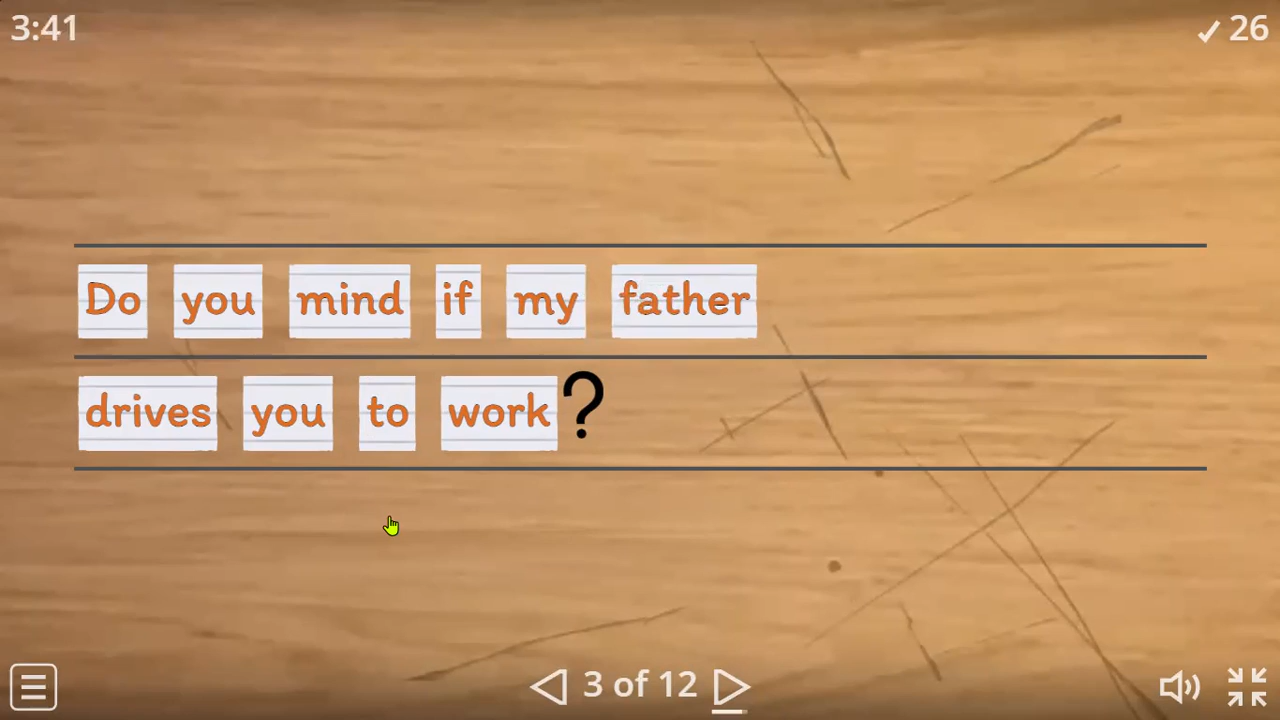 3:41
✓ 26
Do you mind if my father
drives you to work?
3 of 12